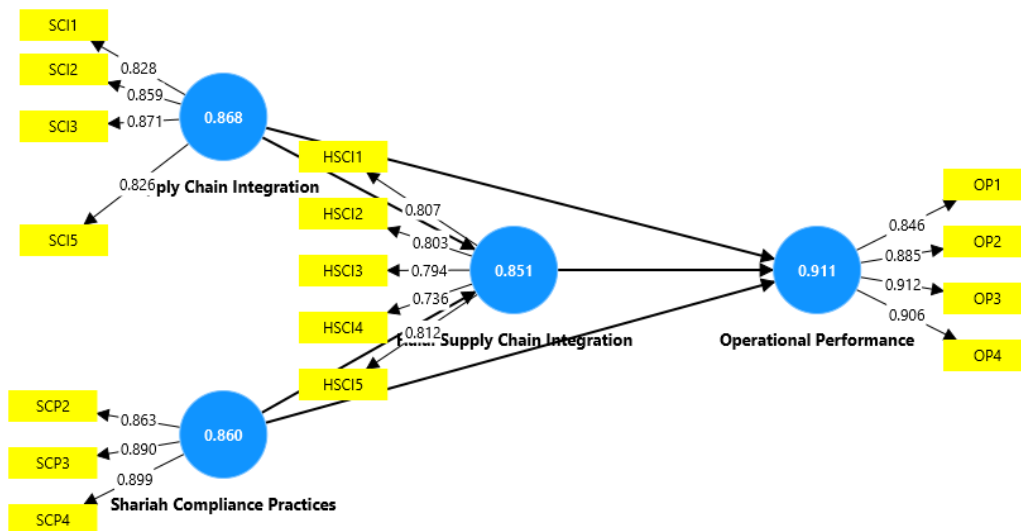 SCI1
SCI2
SCI3
SCI5
0.828
0.859
0.871
0.826
0.868
Chain Integration
HSCI1
HSCI2
HSCI3
HSCI4
HSCI5
0.807
0.803
0.794
0.736
0.812
0.851
Supply Chain Integration
OP1
OP2
OP3
OP4
0.846
0.885
0.912
0.906
0.911
Operational Performance
SCP2
SCP3
SCP4
0.863
0.890
0.899
0.860
Shariah Compliance Practices